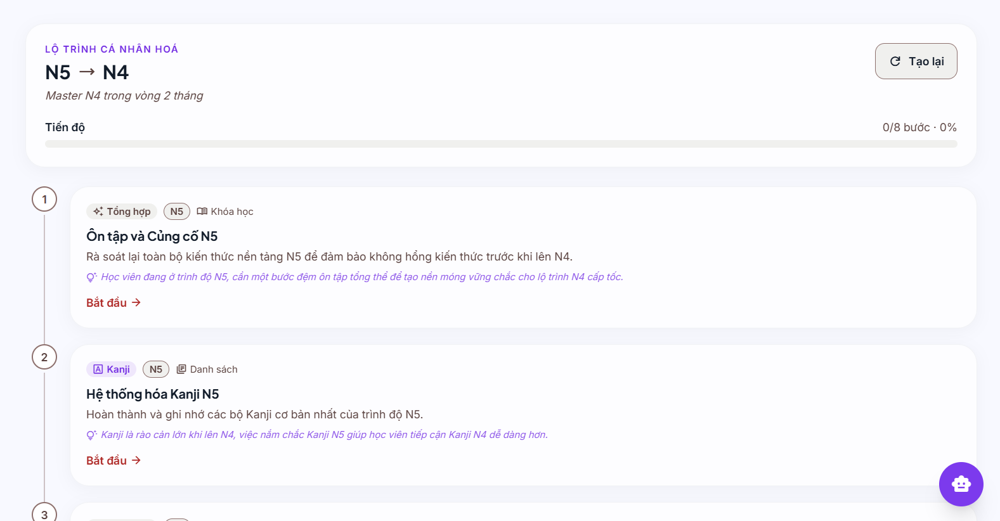 LỘ TRÌNH CÁ NHÂN HOÁ
N5 → N4
Master N4 trong vòng 2 tháng
Tạo lại
Tiến độ
0/8 bước · 0%
1
Tổng hợp N5 Khóa học
Ôn tập và Củng cố N5
Rà soát lại toàn bộ kiến thức nền tảng N5 để đảm bảo không hổng kiến thức trước khi lên N4.
Học viên đang ở trình độ N5, cần một bước đệm ôn tập tổng thể để tạo nền móng vững chắc cho lộ trình N4 cấp tốc.
Bắt đầu →
2
Kanji N5 Danh sách
Hệ thống hóa Kanji N5
Hoàn thành và ghi nhớ các bộ Kanji cơ bản nhất của trình độ N5.
Kanji là rào cản lớn khi lên N4, việc nắm chắc Kanji N5 giúp học viên tiếp cận Kanji N4 dễ dàng hơn.
Bắt đầu →
3